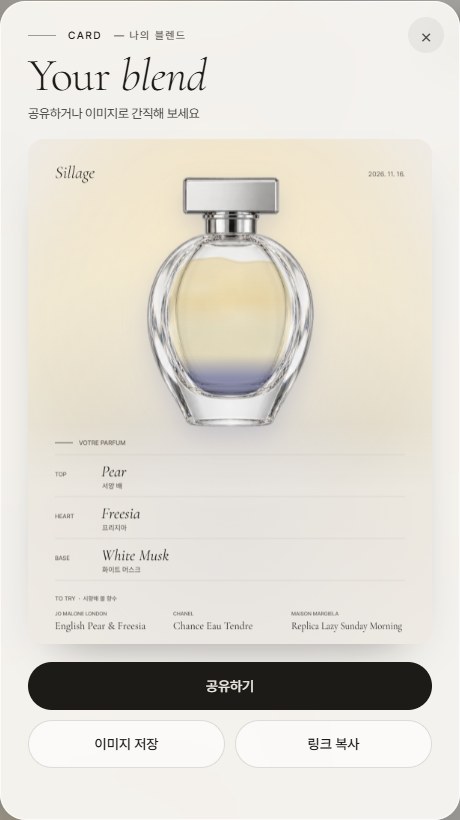 CARD — 나의 블렌드
×
Your blend
공유하거나 이미지로 간직해 보세요
Sillage
2026. 11. 16.
VOTRE PARFUM
TOP Pear
서양 배
HEART Freesia
프리지아
BASE White Musk
화이트 머스크
TO TRY · 시향해 볼 향수
JO MALONE LONDON CHANEL MAISON MARGIELA
English Pear & Freesia Chance Eau Tendre Replica Lazy Sunday Morning
공유하기
이미지 저장 링크 복사